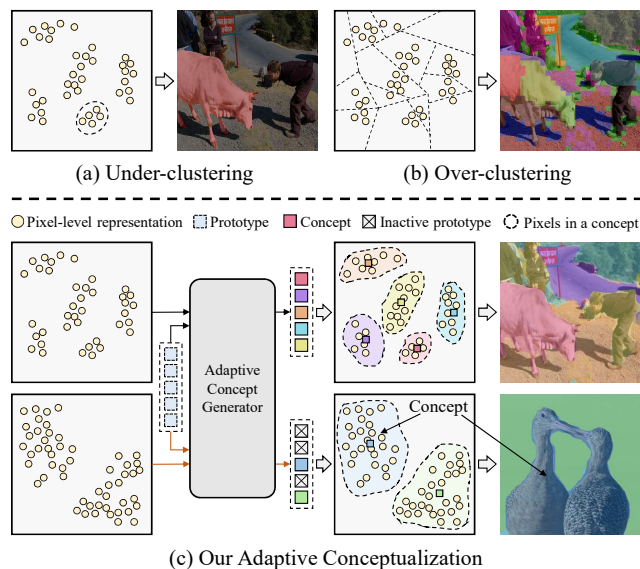 (a) Under-clustering
(b) Over-clustering
Pixel-level representation
Prototype
Concept
Inactive prototype
Pixels in a concept
Adaptive
Concept
Generator
Concept
(c) Our Adaptive Conceptualization